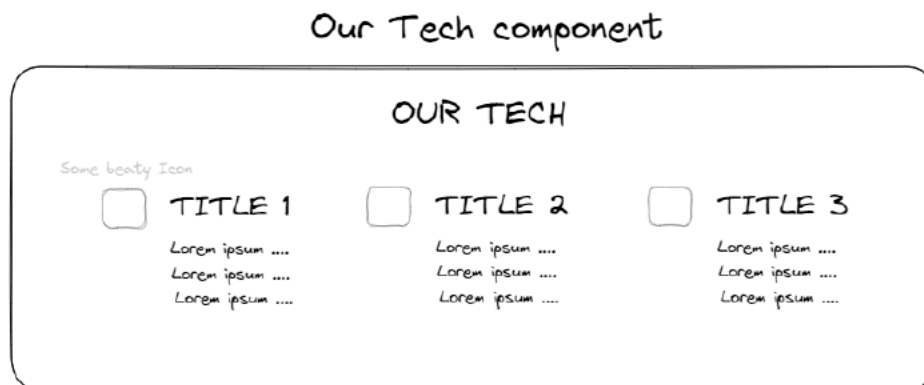 Our Tech component
OUR TECH
Some beaty Icon
TITLE 1
Lorem ipsum ....
Lorem ipsum ....
Lorem ipsum ....
TITLE 2
Lorem ipsum ....
Lorem ipsum ....
Lorem ipsum ....
TITLE 3
Lorem ipsum ....
Lorem ipsum ....
Lorem ipsum ....